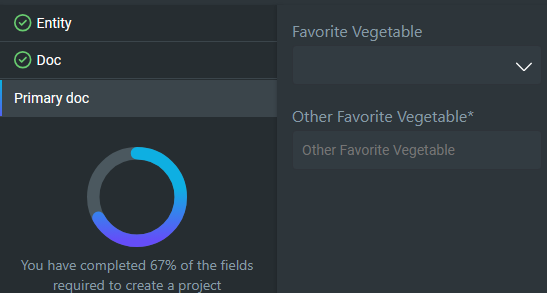 Entity
Doc
Primary doc
You have completed 67% of the fields
required to create a project
Favorite Vegetable
Other Favorite Vegetable*
Other Favorite Vegetable